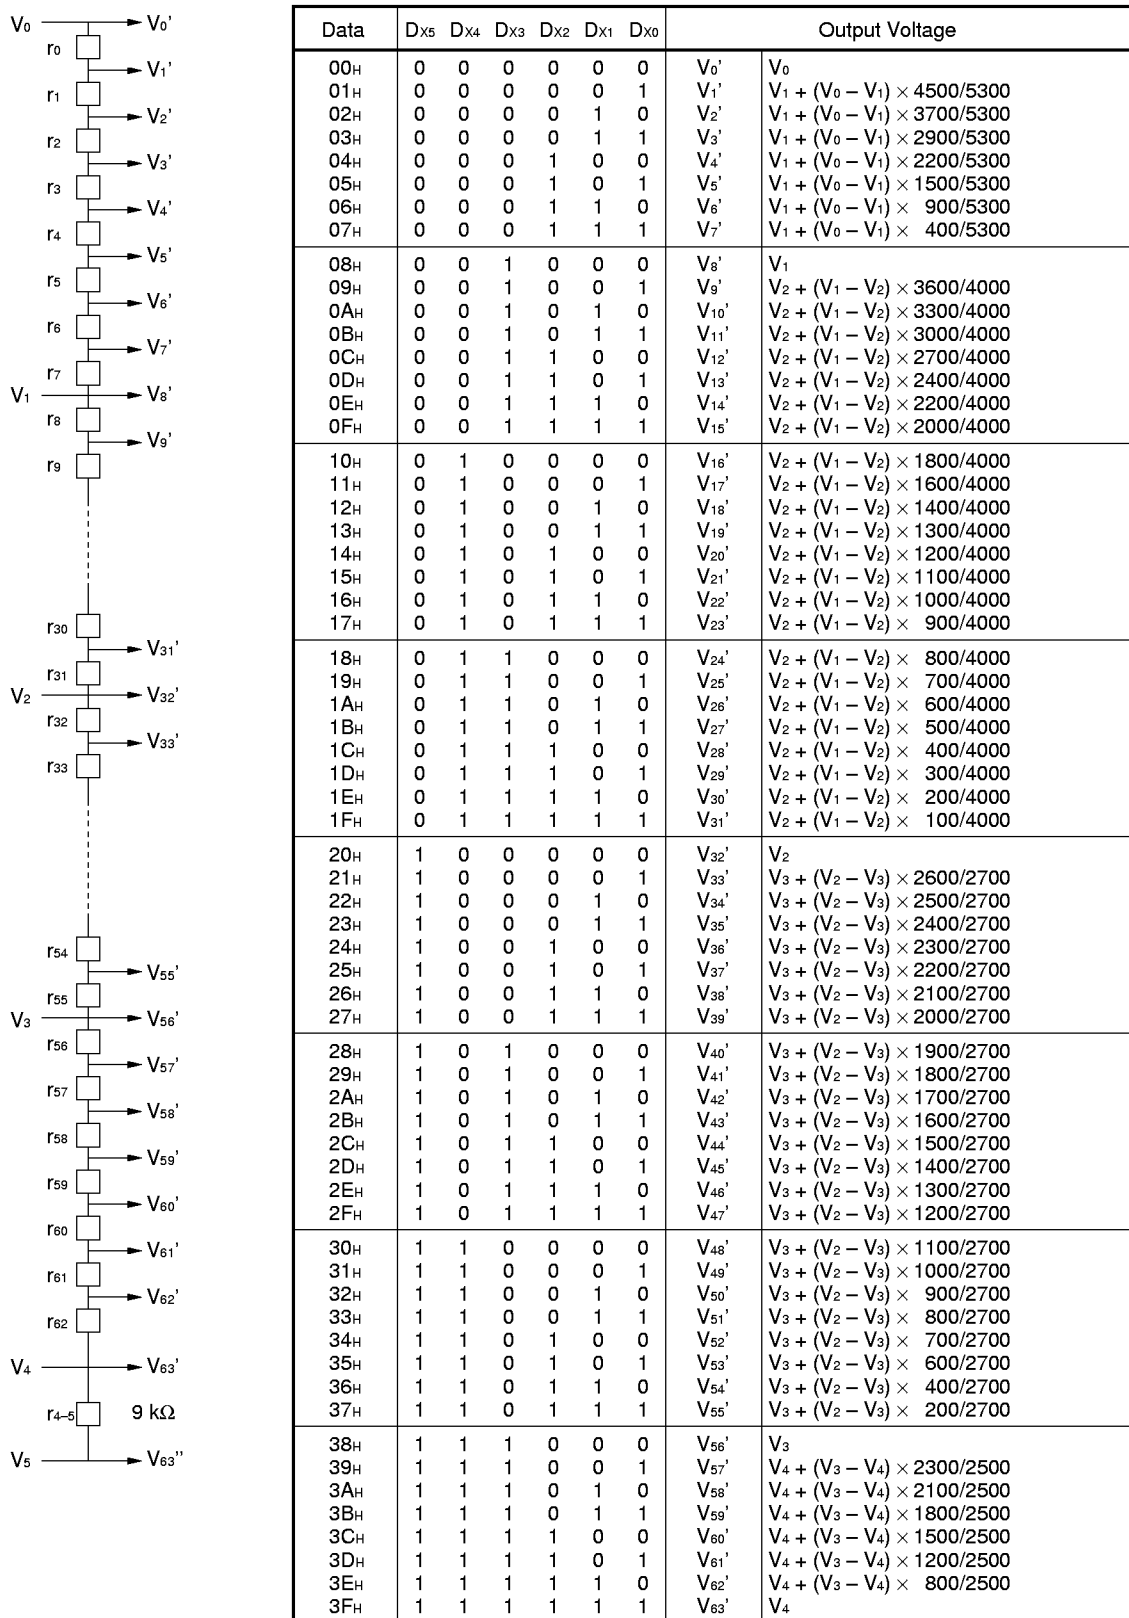 V0 V0'
r0
V1'
r1
V2'
r2
V3'
r3
V4'
r4
V5'
r5
V6'
r6
V7'
r7
V1 V8'
r8
V9'
r9
r30
V31'
r31
V2 V32'
r32
V33'
r33
r54
V55'
r55
V3 V56'
r56
V57'
r57
V58'
r58
V59'
r59
V60'
r60
V61'
r61
V62'
r62
V4 V63'
r4–5 9 kΩ
V5 V63''
Data DX5 DX4 DX3 DX2 DX1 DX0 Output Voltage
00H 0 0 0 0 0 0 V0' V0
01H 0 0 0 0 0 1 V1' V1 + (V0 – V1) × 4500/5300
02H 0 0 0 0 1 0 V2' V1 + (V0 – V1) × 3700/5300
03H 0 0 0 0 1 1 V3' V1 + (V0 – V1) × 2900/5300
04H 0 0 0 1 0 0 V4' V1 + (V0 – V1) × 2200/5300
05H 0 0 0 1 0 1 V5' V1 + (V0 – V1) × 1500/5300
06H 0 0 0 1 1 0 V6' V1 + (V0 – V1) × 900/5300
07H 0 0 0 1 1 1 V7' V1 + (V0 – V1) × 400/5300
08H 0 0 1 0 0 0 V8' V1
09H 0 0 1 0 0 1 V9' V2 + (V1 – V2) × 3600/4000
0AH 0 0 1 0 1 0 V10' V2 + (V1 – V2) × 3300/4000
0BH 0 0 1 0 1 1 V11' V2 + (V1 – V2) × 3000/4000
0CH 0 0 1 1 0 0 V12' V2 + (V1 – V2) × 2700/4000
0DH 0 0 1 1 0 1 V13' V2 + (V1 – V2) × 2400/4000
0EH 0 0 1 1 1 0 V14' V2 + (V1 – V2) × 2200/4000
0FH 0 0 1 1 1 1 V15' V2 + (V1 – V2) × 2000/4000
10H 0 1 0 0 0 0 V16' V2 + (V1 – V2) × 1800/4000
11H 0 1 0 0 0 1 V17' V2 + (V1 – V2) × 1600/4000
12H 0 1 0 0 1 0 V18' V2 + (V1 – V2) × 1400/4000
13H 0 1 0 0 1 1 V19' V2 + (V1 – V2) × 1300/4000
14H 0 1 0 1 0 0 V20' V2 + (V1 – V2) × 1200/4000
15H 0 1 0 1 0 1 V21' V2 + (V1 – V2) × 1100/4000
16H 0 1 0 1 1 0 V22' V2 + (V1 – V2) × 1000/4000
17H 0 1 0 1 1 1 V23' V2 + (V1 – V2) × 900/4000
18H 0 1 1 0 0 0 V24' V2 + (V1 – V2) × 800/4000
19H 0 1 1 0 0 1 V25' V2 + (V1 – V2) × 700/4000
1AH 0 1 1 0 1 0 V26' V2 + (V1 – V2) × 600/4000
1BH 0 1 1 0 1 1 V27' V2 + (V1 – V2) × 500/4000
1CH 0 1 1 1 0 0 V28' V2 + (V1 – V2) × 400/4000
1DH 0 1 1 1 0 1 V29' V2 + (V1 – V2) × 300/4000
1EH 0 1 1 1 1 0 V30' V2 + (V1 – V2) × 200/4000
1FH 0 1 1 1 1 1 V31' V2 + (V1 – V2) × 100/4000
20H 1 0 0 0 0 0 V32' V2
21H 1 0 0 0 0 1 V33' V3 + (V2 – V3) × 2600/2700
22H 1 0 0 0 1 0 V34' V3 + (V2 – V3) × 2500/2700
23H 1 0 0 0 1 1 V35' V3 + (V2 – V3) × 2400/2700
24H 1 0 0 1 0 0 V36' V3 + (V2 – V3) × 2300/2700
25H 1 0 0 1 0 1 V37' V3 + (V2 – V3) × 2200/2700
26H 1 0 0 1 1 0 V38' V3 + (V2 – V3) × 2100/2700
27H 1 0 0 1 1 1 V39' V3 + (V2 – V3) × 2000/2700
28H 1 0 1 0 0 0 V40' V3 + (V2 – V3) × 1900/2700
29H 1 0 1 0 0 1 V41' V3 + (V2 – V3) × 1800/2700
2AH 1 0 1 0 1 0 V42' V3 + (V2 – V3) × 1700/2700
2BH 1 0 1 0 1 1 V43' V3 + (V2 – V3) × 1600/2700
2CH 1 0 1 1 0 0 V44' V3 + (V2 – V3) × 1500/2700
2DH 1 0 1 1 0 1 V45' V3 + (V2 – V3) × 1400/2700
2EH 1 0 1 1 1 0 V46' V3 + (V2 – V3) × 1300/2700
2FH 1 0 1 1 1 1 V47' V3 + (V2 – V3) × 1200/2700
30H 1 1 0 0 0 0 V48' V3 + (V2 – V3) × 1100/2700
31H 1 1 0 0 0 1 V49' V3 + (V2 – V3) × 1000/2700
32H 1 1 0 0 1 0 V50' V3 + (V2 – V3) × 900/2700
33H 1 1 0 0 1 1 V51' V3 + (V2 – V3) × 800/2700
34H 1 1 0 1 0 0 V52' V3 + (V2 – V3) × 700/2700
35H 1 1 0 1 0 1 V53' V3 + (V2 – V3) × 600/2700
36H 1 1 0 1 1 0 V54' V3 + (V2 – V3) × 400/2700
37H 1 1 0 1 1 1 V55' V3 + (V2 – V3) × 200/2700
38H 1 1 1 0 0 0 V56' V3
39H 1 1 1 0 0 1 V57' V4 + (V3 – V4) × 2300/2500
3AH 1 1 1 0 1 0 V58' V4 + (V3 – V4) × 2100/2500
3BH 1 1 1 0 1 1 V59' V4 + (V3 – V4) × 1800/2500
3CH 1 1 1 1 0 0 V60' V4 + (V3 – V4) × 1500/2500
3DH 1 1 1 1 0 1 V61' V4 + (V3 – V4) × 1200/2500
3EH 1 1 1 1 1 0 V62' V4 + (V3 – V4) × 800/2500
3FH 1 1 1 1 1 1 V63' V4